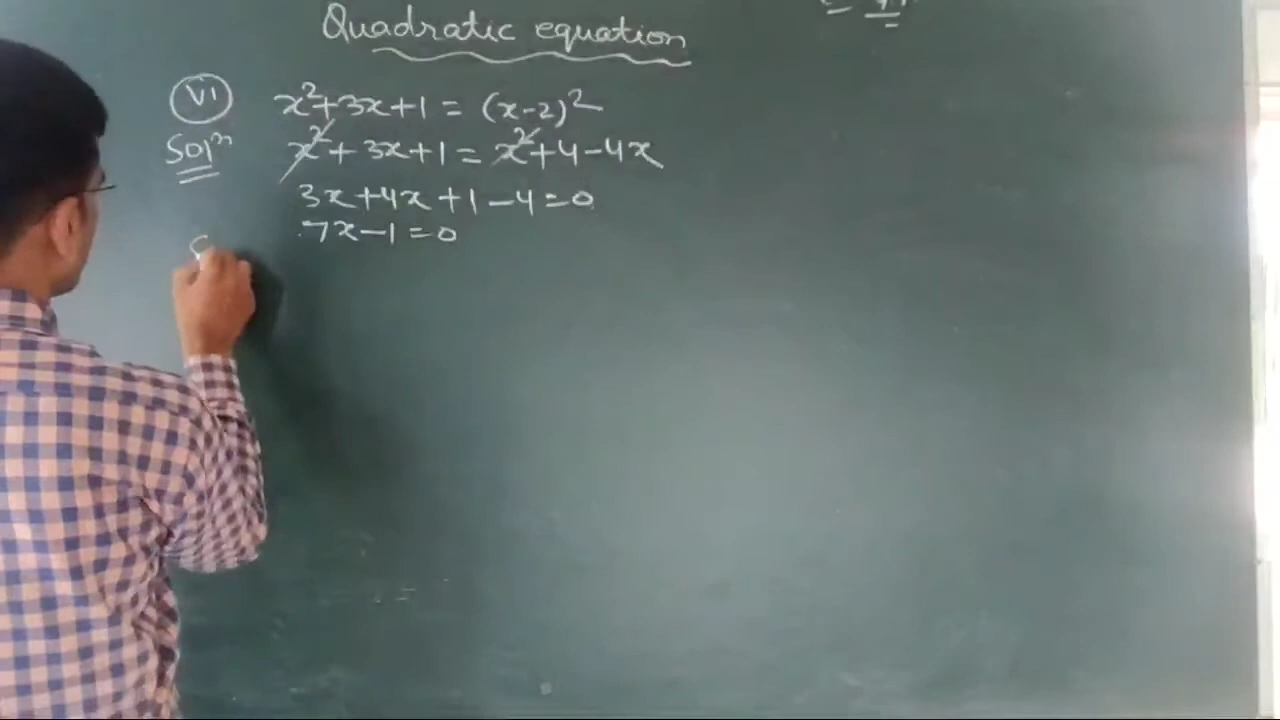 Quadratic equation
(VI) x²+3x+1 = (x-2)²
Solⁿ x²+3x+1 = x²+4-4x
3x+4x+1-4=0
7x-1=0